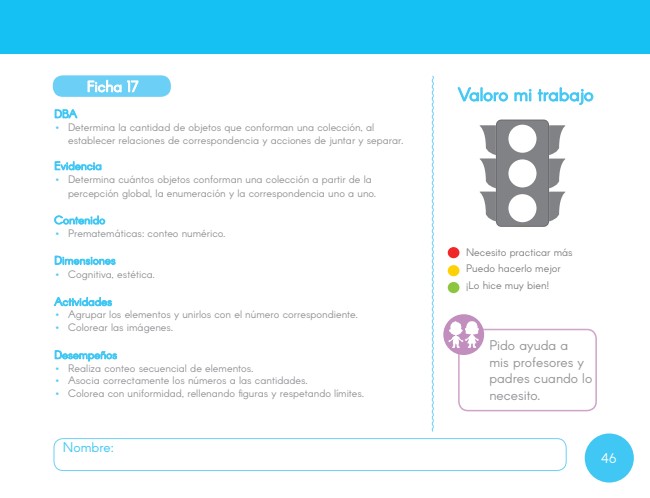 Ficha 17
DBA
• Determina la cantidad de objetos que conforman una colección, al
establecer relaciones de correspondencia y acciones de juntar y separar.
Evidencia
• Determina cuántos objetos conforman una colección a partir de la
percepción global, la enumeración y la correspondencia uno a uno.
Contenido
• Prematemáticas: conteo numérico.
Dimensiones
• Cognitiva, estética.
Actividades
• Agrupar los elementos y unirlos con el número correspondiente.
• Colorear las imágenes.
Desempeños
• Realiza conteo secuencial de elementos.
• Asocia correctamente los números a las cantidades.
• Colorea con uniformidad, rellenando figuras y respetando límites.
Valoro mi trabajo
Necesito practicar más
Puedo hacerlo mejor
¡Lo hice muy bien!
Pido ayuda a
mis profesores y
padres cuando lo
necesito.
Nombre:
46